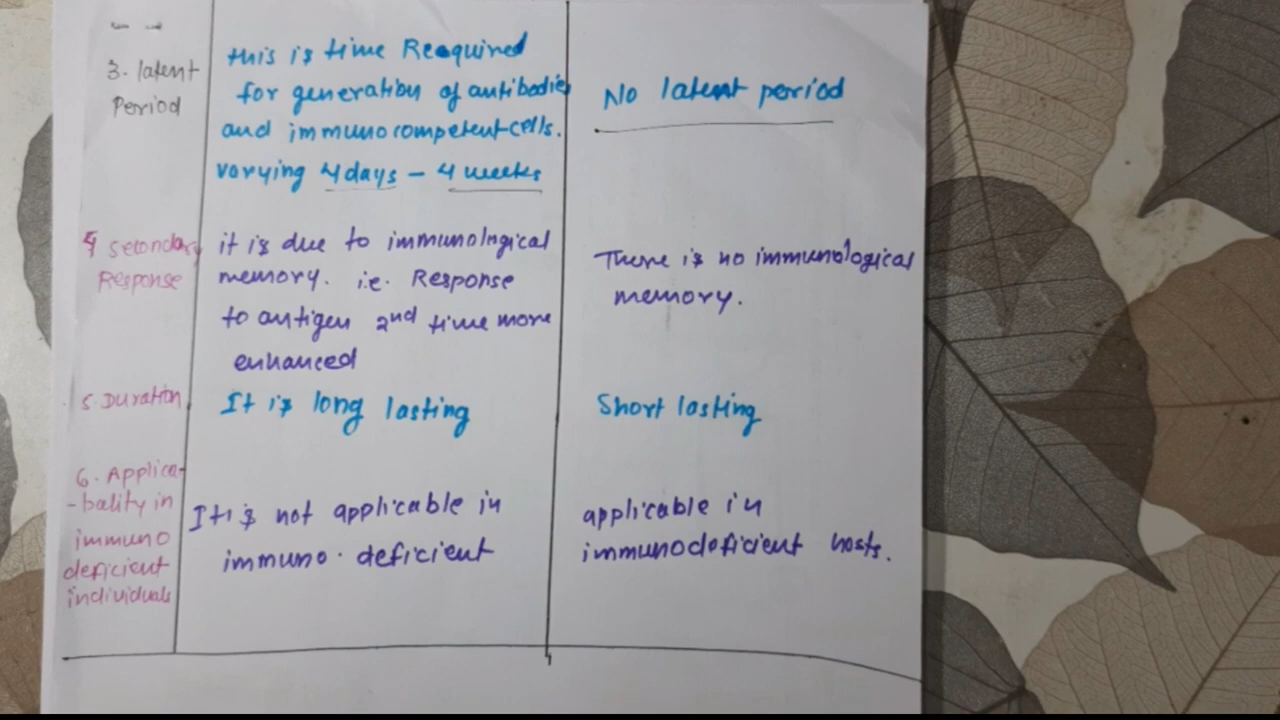 3. latent
Period
this is time Reaquired
for generation of antibodies
and immunocompetent cells.
varying 4 days - 4 weeks
No latent period
4 Secondary
Response
it is due to immunological
memory. i.e. Response
to antigen 2nd time more
enhanced
There is no immunological
memory.
5. Duration
It is long lasting
Short lasting
6. Applica-
-bality in
immuno
deficient
individuals
It is not applicable in
immuno. deficient
applicable in
immunodeficient hosts.